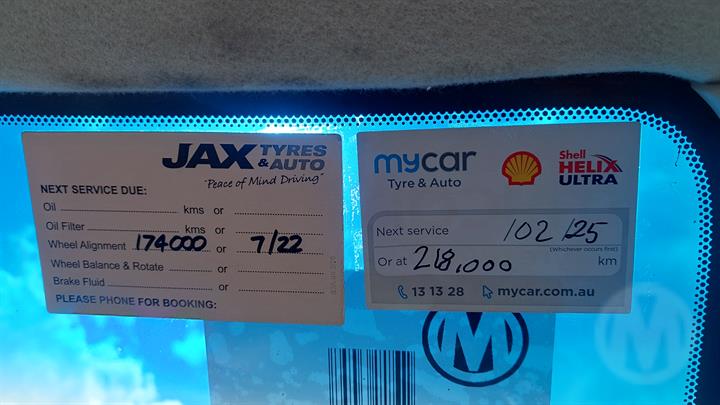 JAX TYRES & AUTO
"Peace of Mind Driving"
NEXT SERVICE DUE:
Oil kms or
Oil Filter kms or
Wheel Alignment 174000 or 7/22
Wheel Balance & Rotate or
Brake Fluid or
PLEASE PHONE FOR BOOKING:
mycar
Tyre & Auto
Shell
HELIX
ULTRA
Next service /02/25
(Whichever occurs first)
Or at 218,000 km
13 13 28 mycar.com.au
M
M